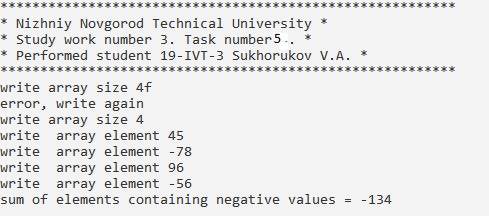 **********************************************************
* Nizhniy Novgorod Technical University *
* Study work number 3. Task number5 . *
* Performed student 19-IVT-3 Sukhorukov V.A. *
**********************************************************
write array size 4f
error, write again
write array size 4
write  array element 45
write  array element -78
write  array element 96
write  array element -56
sum of elements containing negative values = -134